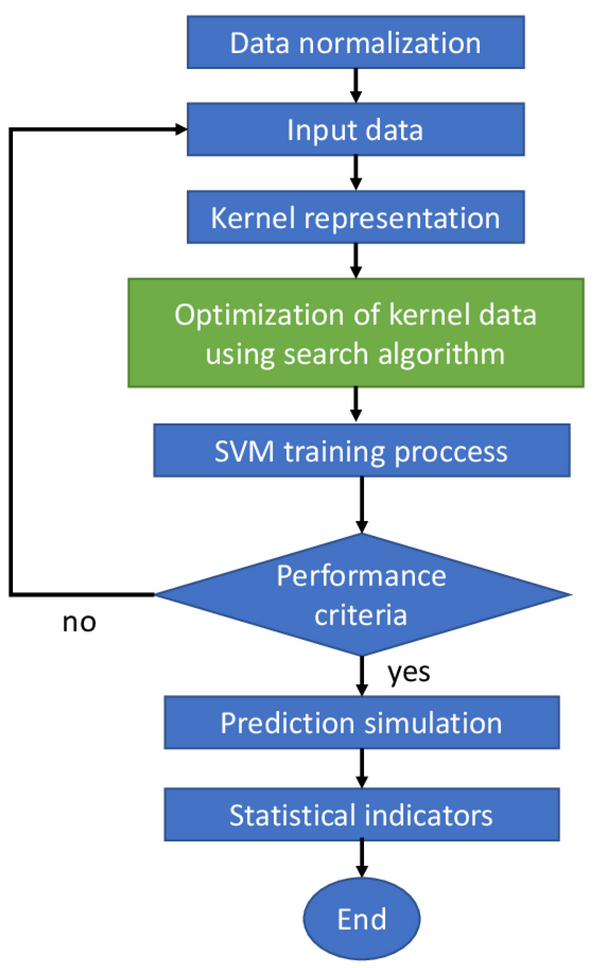 Data normalization
Input data
Kernel representation
Optimization of kernel data
using search algorithm
SVM training proccess
Performance
criteria
no
yes
Prediction simulation
Statistical indicators
End